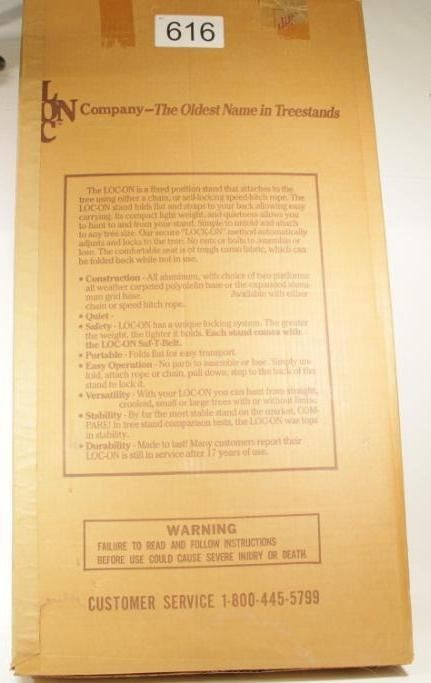 616
LOC ON Company—The Oldest Name in Treestands
The LOC-ON is a fixed position stand that attaches to the
tree using either a chain, or self-locking speed-hitch rope. The
LOC-ON stand folds flat and straps to your back allowing easy
carrying. Its compact light weight, and quietness allows you
to hunt to and from your stand. Simple to unfold and attach
to any tree size. Our secure "LOCK-ON" method automatically
adjusts and locks to the tree. No nuts or bolts to assemble or
lose. The comfortable seat is of tough camo fabric, which can
be folded back while not in use.
• Construction - All aluminum, with choice of two platforms:
all weather carpeted polyolefin base or the expanded alumi-
num grid base. Available with either
chain or speed hitch rope.
• Quiet -
• Safety - LOC-ON has a unique locking system. The greater
the weight, the tighter it holds. Each stand comes with
the LOC-ON Saf-T-Belt.
• Portable - Folds flat for easy transport.
• Easy Operation - No parts to assemble or lose. Simply un-
fold, attach rope or chain, pull down, step to the back of the
stand to lock it.
• Versatility - With your LOC-ON you can hunt from straight,
crooked, small or large trees with or without limbs.
• Stability - By far the most stable stand on the market, COM-
PARE! In tree stand comparison tests, the LOC-ON was tops
in stability.
• Durability - Made to last! Many customers report their
LOC-ON is still in service after 17 years of use.
WARNING
FAILURE TO READ AND FOLLOW INSTRUCTIONS
BEFORE USE COULD CAUSE SEVERE INJURY OR DEATH.
CUSTOMER SERVICE 1-800-445-5799